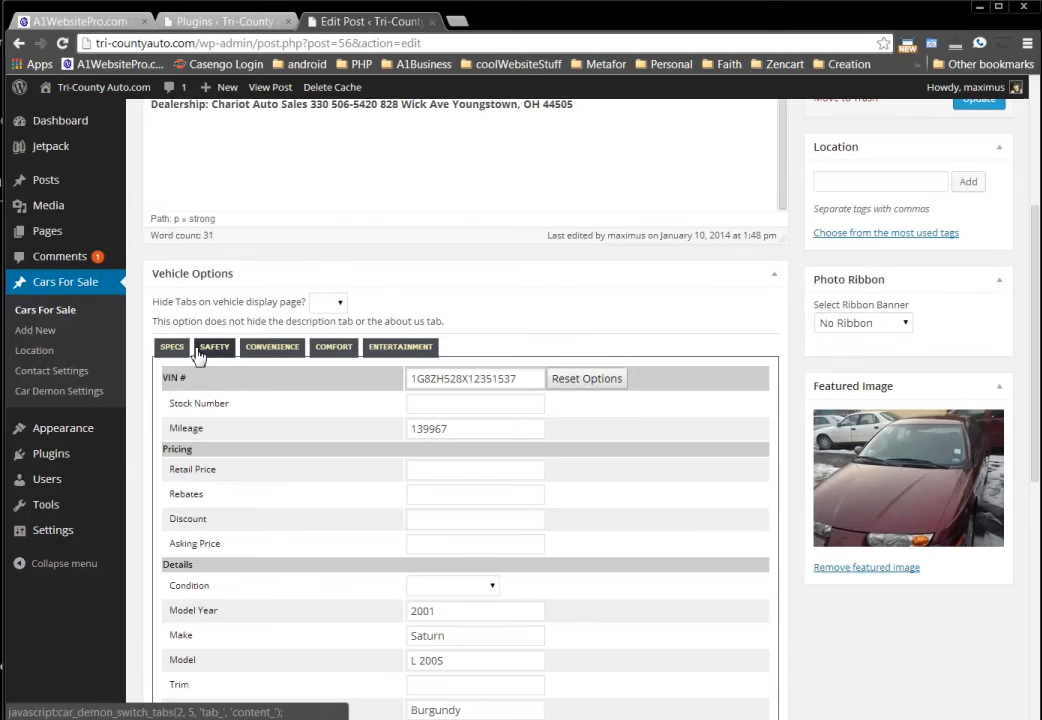 A1WebsitePro.com
Plugins ‹ Tri-County
Edit Post ‹ Tri-County
tri-countyauto.com/wp-admin/post.php?post=56&action=edit
Apps A1WebsitePro.c... Casengo Login android PHP A1Business coolWebsiteStuff Metafor Personal Faith Zencart Creation » Other bookmarks
NEW
Tri-County Auto.com 1 + New View Post Delete Cache Howdy, maximus
Dashboard
Jetpack
Posts
Media
Pages
Comments 1
Cars For Sale
Cars For Sale
Add New
Location
Contact Settings
Car Demon Settings
Appearance
Plugins
Users
Tools
Settings
Collapse menu
Dealership: Chariot Auto Sales 330 506-5420 828 Wick Ave Youngstown, OH 44505
Path: p » strong
Word count: 31 Last edited by maximus on January 10, 2014 at 1:48 pm
Vehicle Options
Hide Tabs on vehicle display page?
This option does not hide the description tab or the about us tab.
SPECS SAFETY CONVENIENCE COMFORT ENTERTAINMENT
VIN # 1G8ZH528X12351537 Reset Options
Stock Number
Mileage 139967
Pricing
Retail Price
Rebates
Discount
Asking Price
Details
Condition
Model Year 2001
Make Saturn
Model L 200S
Trim
Burgundy
Move to Trash Update
Location
Add
Separate tags with commas
Choose from the most used tags
Photo Ribbon
Select Ribbon Banner
No Ribbon
Featured Image
Remove featured image
javascript:car_demon_switch_tabs(2, 5, 'tab_', 'content_');